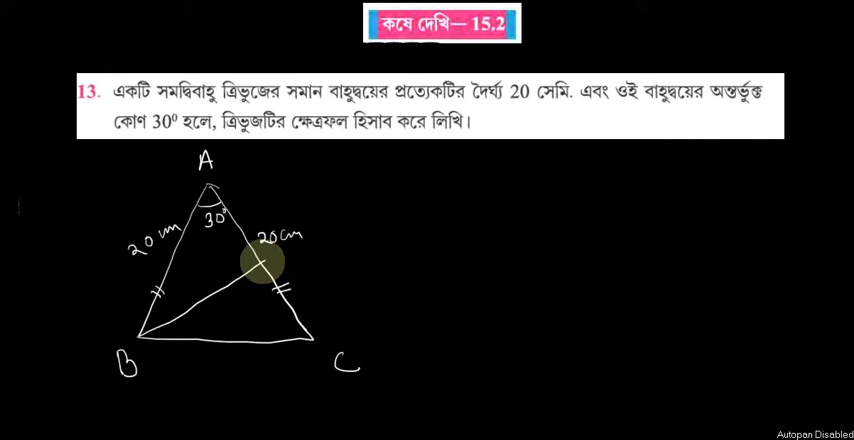 কষে দেখি— 15.2
13. একটি সমদ্বিবাহু ত্রিভুজের সমান বাহুদ্বয়ের প্রত্যেকটির দৈর্ঘ্য 20 সেমি. এবং ওই বাহুদ্বয়ের অন্তর্ভুক্ত
কোণ 30⁰ হলে, ত্রিভুজটির ক্ষেত্রফল হিসাব করে লিখি।
A
30°
20 cm
20 cm
B
C
Autopan Disabled